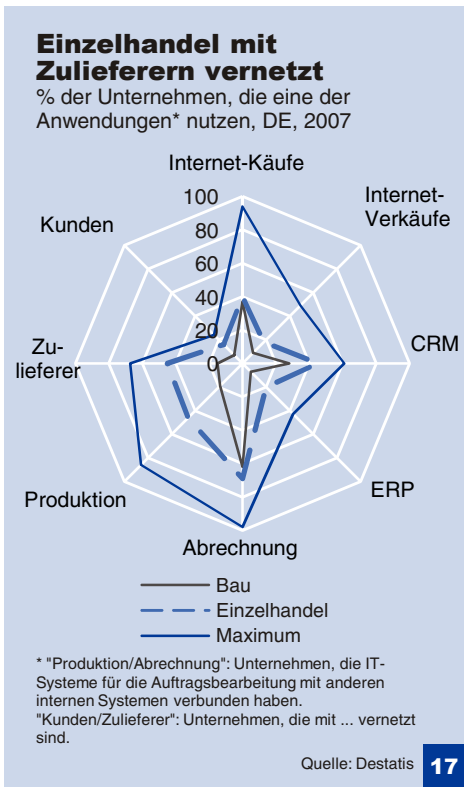 Einzelhandel mit
Zulieferern vernetzt
% der Unternehmen, die eine der
Anwendungen* nutzen, DE, 2007
Internet-Käufe
Internet-
Verkäufe
CRM
ERP
Abrechnung
Produktion
Zu-
lieferer
Kunden
100
80
60
40
20
0
Bau
Einzelhandel
Maximum
* "Produktion/Abrechnung": Unternehmen, die IT-
Systeme für die Auftragsbearbeitung mit anderen
internen Systemen verbunden haben.
"Kunden/Zulieferer": Unternehmen, die mit ... vernetzt
sind.
Quelle: Destatis
17